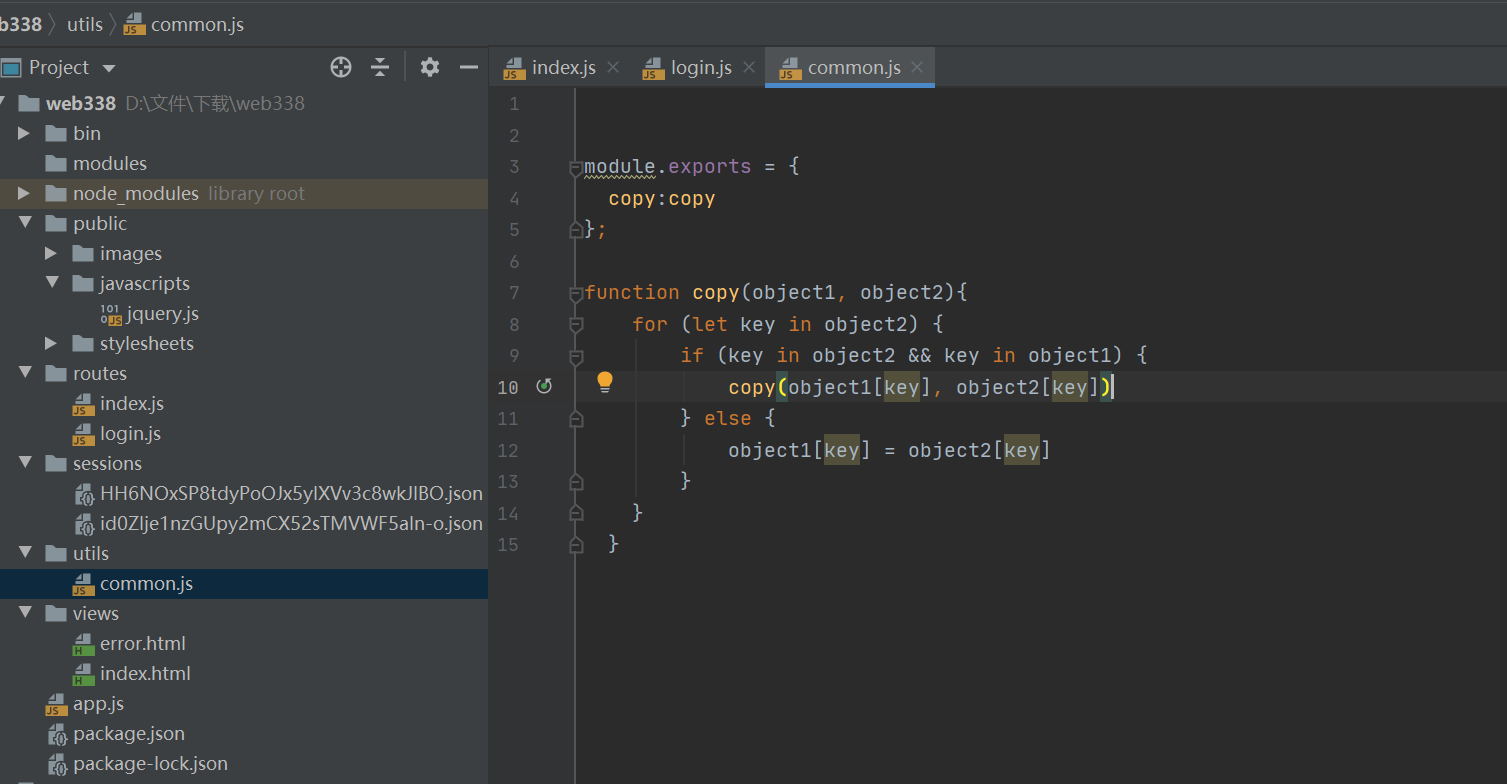 b338 utils common.js
Project
index.js login.js common.js
web338 D:\文件\下载\web338
bin
modules
node_modules library root
public
images
javascripts
jquery.js
stylesheets
routes
index.js
login.js
sessions
HH6NOxSP8tdyPoOJx5ylXVv3c8wkJIBO.json
id0Zlje1nzGUpy2mCX52sTMVWF5aln-o.json
utils
common.js
views
error.html
index.html
app.js
package.json
package-lock.json
1
2
3 module.exports = {
4 copy:copy
5 };
6
7 function copy(object1, object2){
8 for (let key in object2) {
9 if (key in object2 && key in object1) {
10 copy(object1[key], object2[key])
11 } else {
12 object1[key] = object2[key]
13 }
14 }
15 }